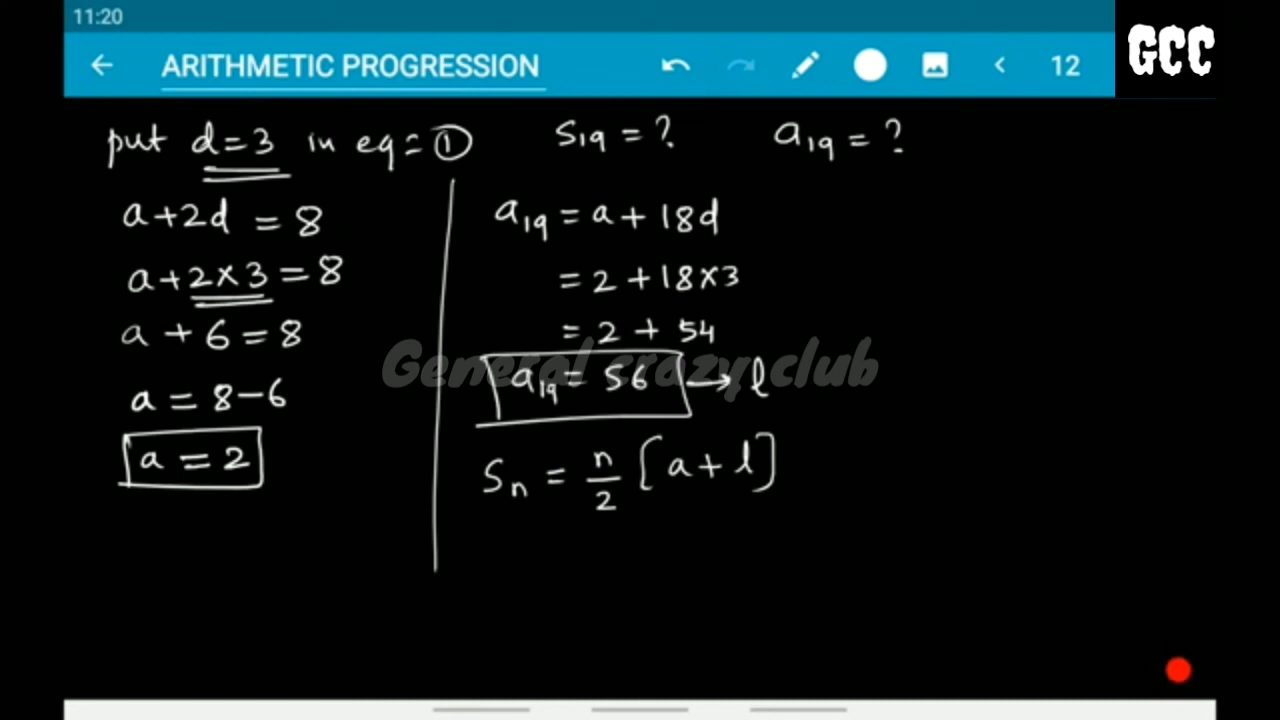 11:20
ARITHMETIC PROGRESSION
12
GCC
put d=3 in eq= ①
S₁₉ = ?
a₁₉ = ?
a+2d = 8
a+2×3 = 8
a + 6 = 8
a = 8-6
a = 2
a₁₉ = a + 18d
= 2 + 18×3
= 2 + 54
a₁₉ = 56 → l
Sₙ = n/2 [a+l]
General crazy club